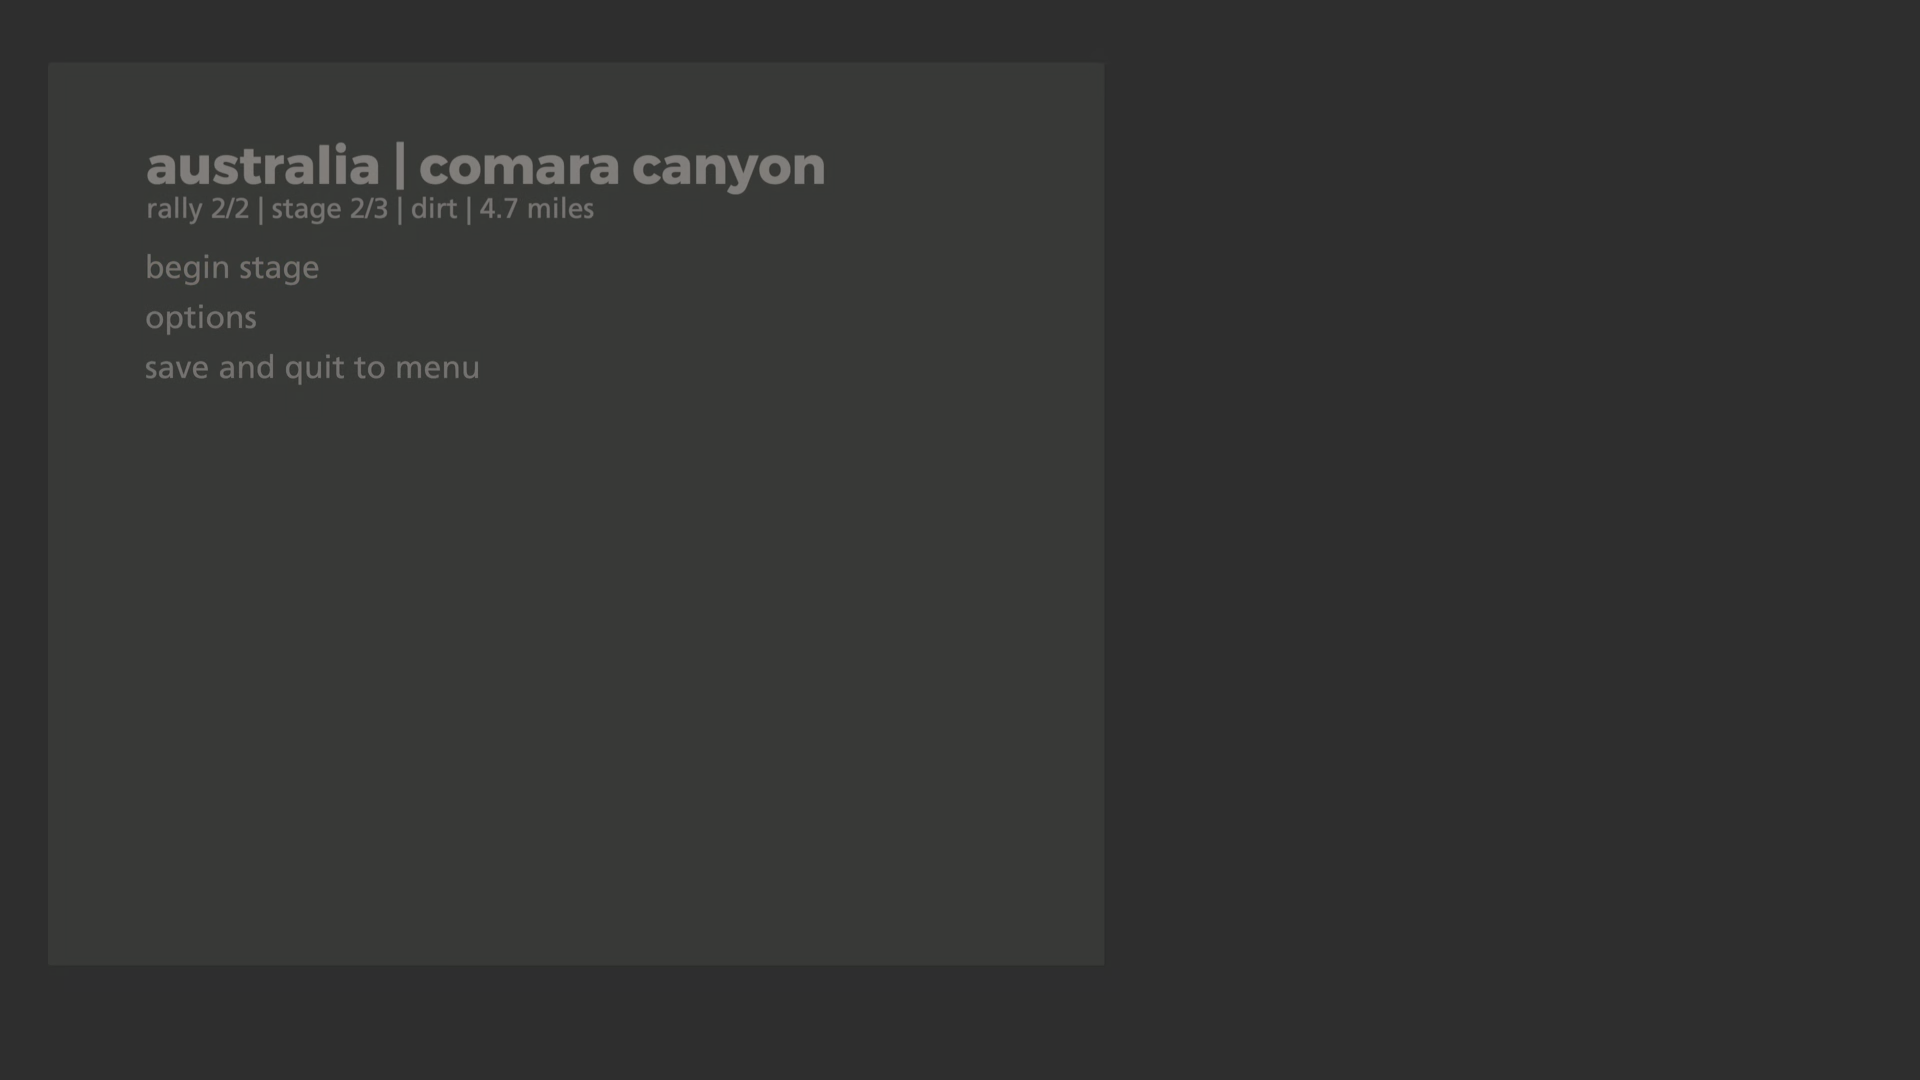 australia | comara canyon
rally 2/2 | stage 2/3 | dirt | 4.7 miles
begin stage
options
save and quit to menu